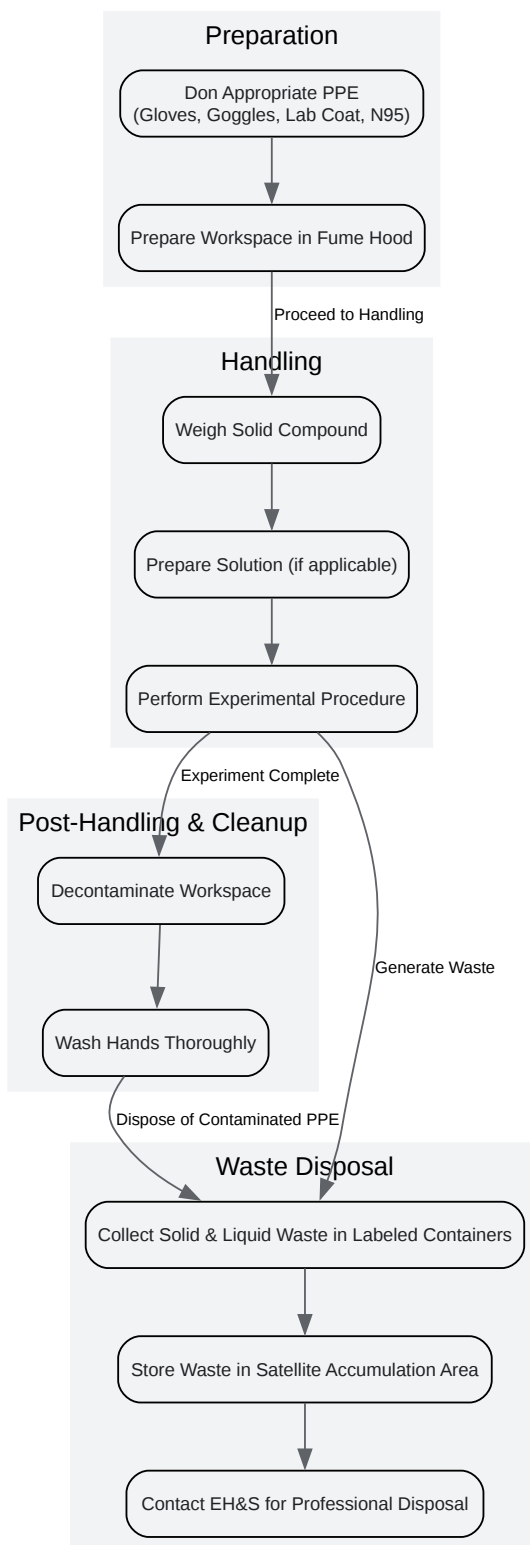 Preparation
Don Appropriate PPE
(Gloves, Goggles, Lab Coat, N95)
Prepare Workspace in Fume Hood
Proceed to Handling
Handling
Weigh Solid Compound
Prepare Solution (if applicable)
Perform Experimental Procedure
Experiment Complete
Post-Handling & Cleanup
Decontaminate Workspace
Generate Waste
Wash Hands Thoroughly
Dispose of Contaminated PPE
Waste Disposal
Collect Solid & Liquid Waste in Labeled Containers
Store Waste in Satellite Accumulation Area
Contact EH&S for Professional Disposal